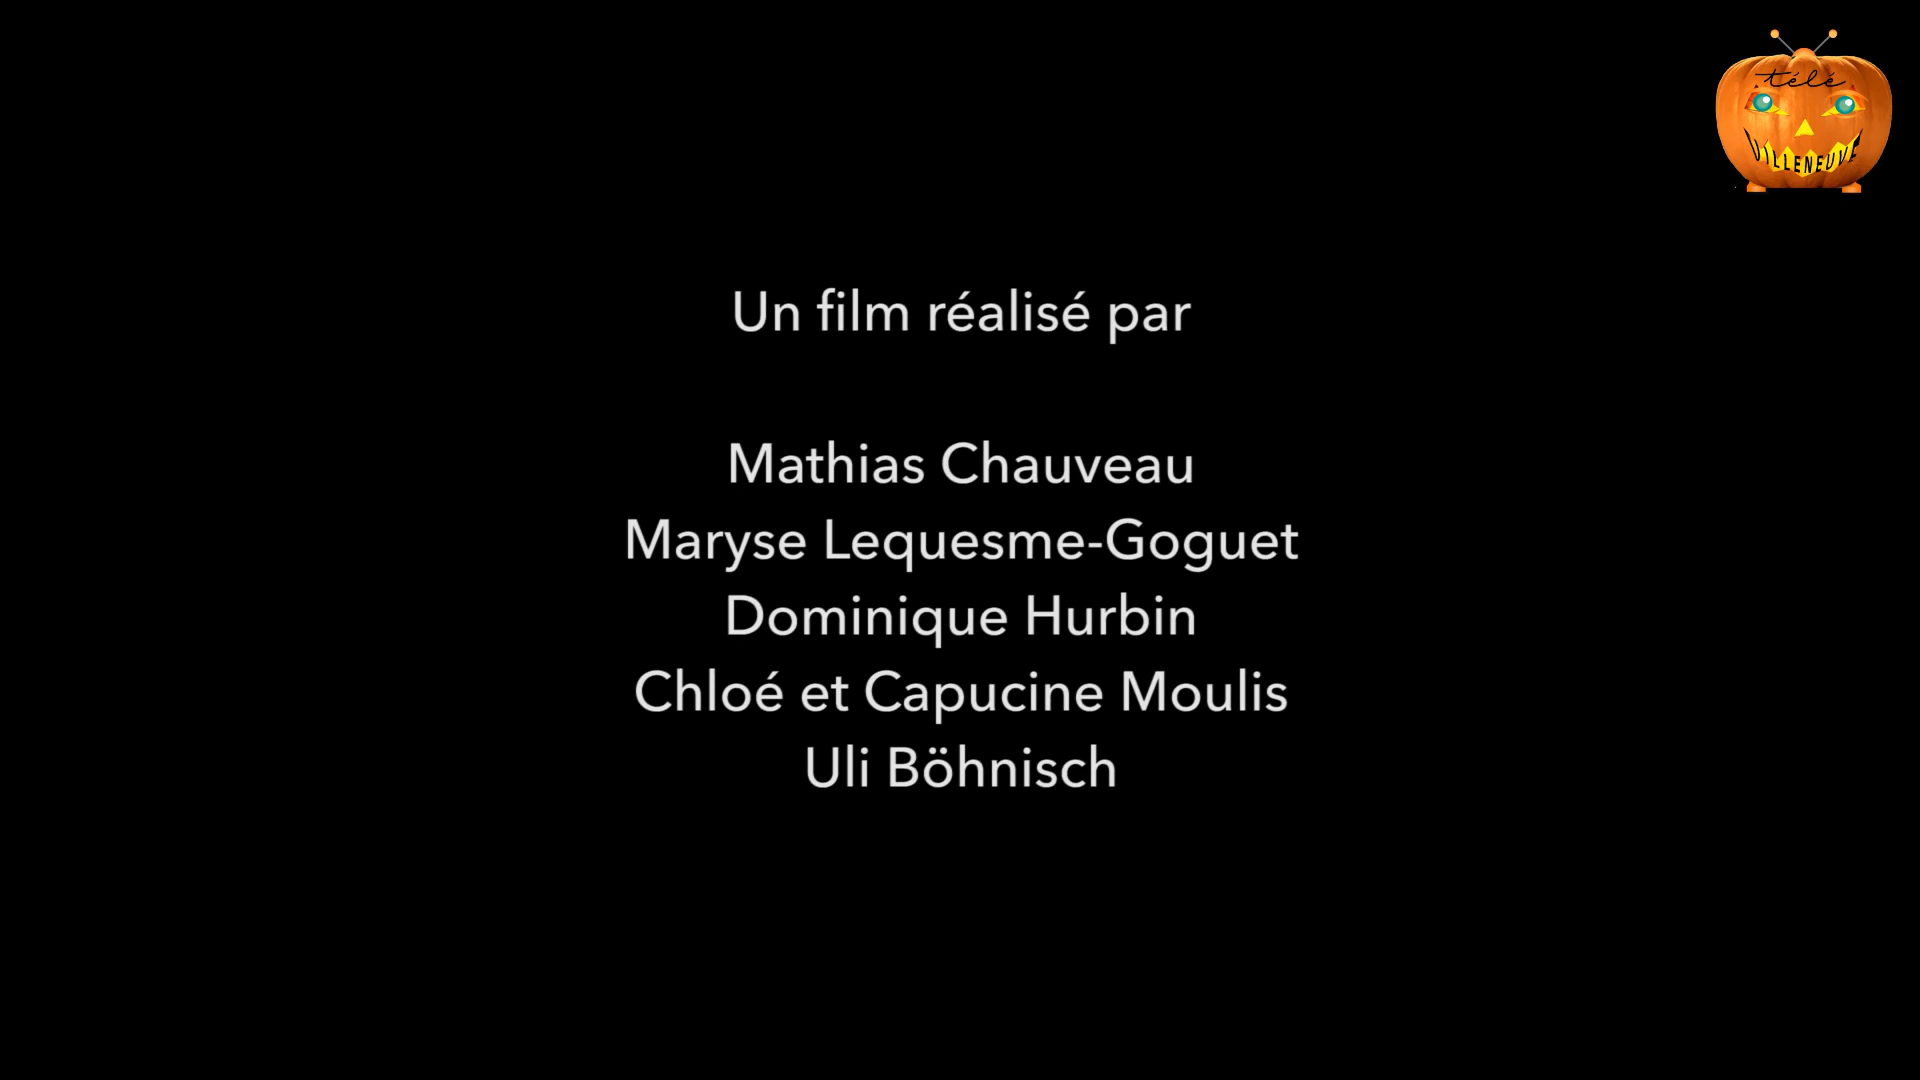 télé
VILLENEUVE
Un film réalisé par
Mathias Chauveau
Maryse Lequesme-Goguet
Dominique Hurbin
Chloé et Capucine Moulis
Uli Böhnisch